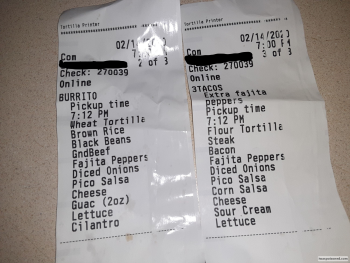 Tortilla Printer
02/1
Com
7:
2 of 3
Check: 270039
Online
BURRITO
Pickup time
7:12 PM
Wheat Tortilla
Brown Rice
Black Beans
GndBeef
Fajita Peppers
Diced Onions
Pico Salsa
Cheese
Guac (2oz)
Lettuce
Cilantro
Tortilla Printer
02/14/20
7:00 PM
Com
3 of 3
Check: 270039
Online
3TACOS
Extra fajita
peppers
Pickup time
7:12 PM
Flour Tortilla
Steak
Bacon
Fajita Peppers
Diced Onions
Pico Salsa
Corn Salsa
Cheese
Sour Cream
Lettuce